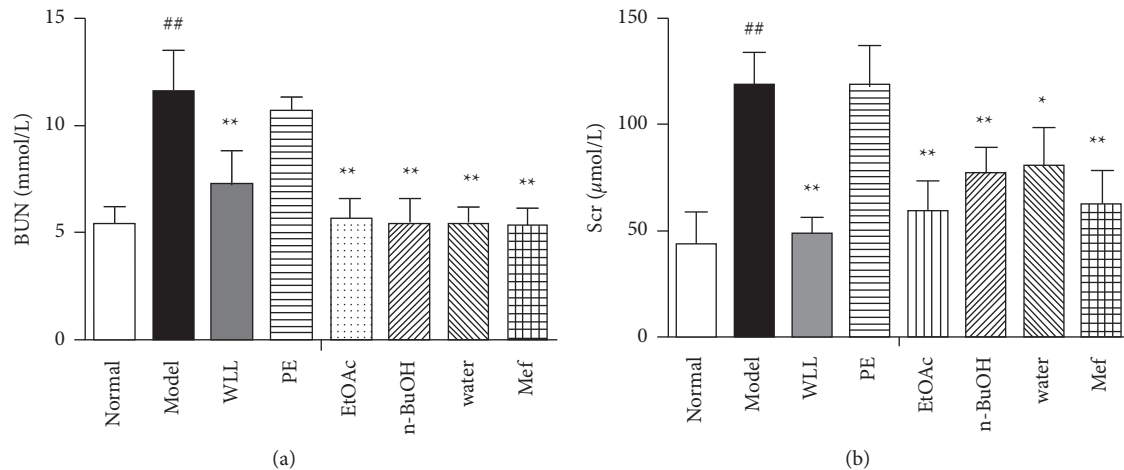 15
10
5
0
BUN (mmol/L)
##
**
**
**
**
**
Normal
Model
WLL
PE
EtOAc
n-BuOH
water
Mef
(a)
150
100
50
0
Scr (μmol/L)
##
**
**
**
*
**
Normal
Model
WLL
PE
EtOAc
n-BuOH
water
Mef
(b)